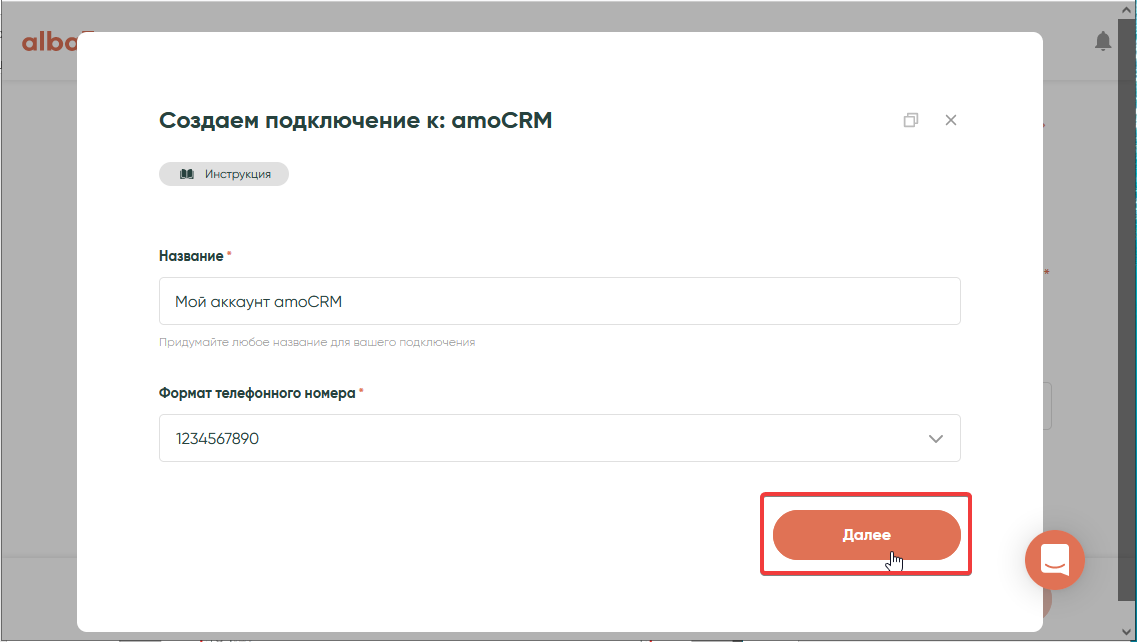 Создаем подключение к: amoCRM
Инструкция
Название *
Мой аккаунт amoCRM
Придумайте любое название для вашего подключения
Формат телефонного номера *
1234567890
Далее